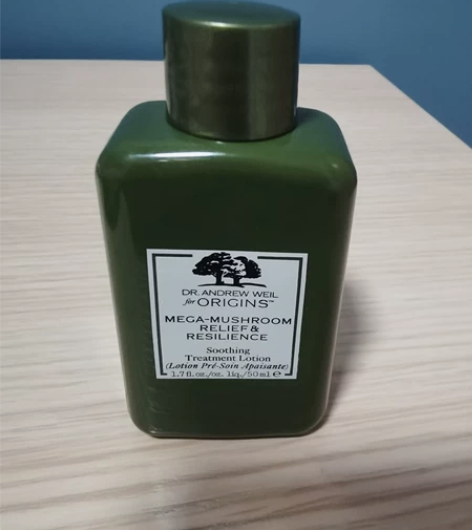 DR. ANDREW WEIL
for ORIGINS™
MEGA-MUSHROOM
RELIEF &
RESILIENCE
Soothing
Treatment Lotion
(Lotion Pré-Soin Apaisante)
1.7 fl.oz./oz. liq./50 ml ℮